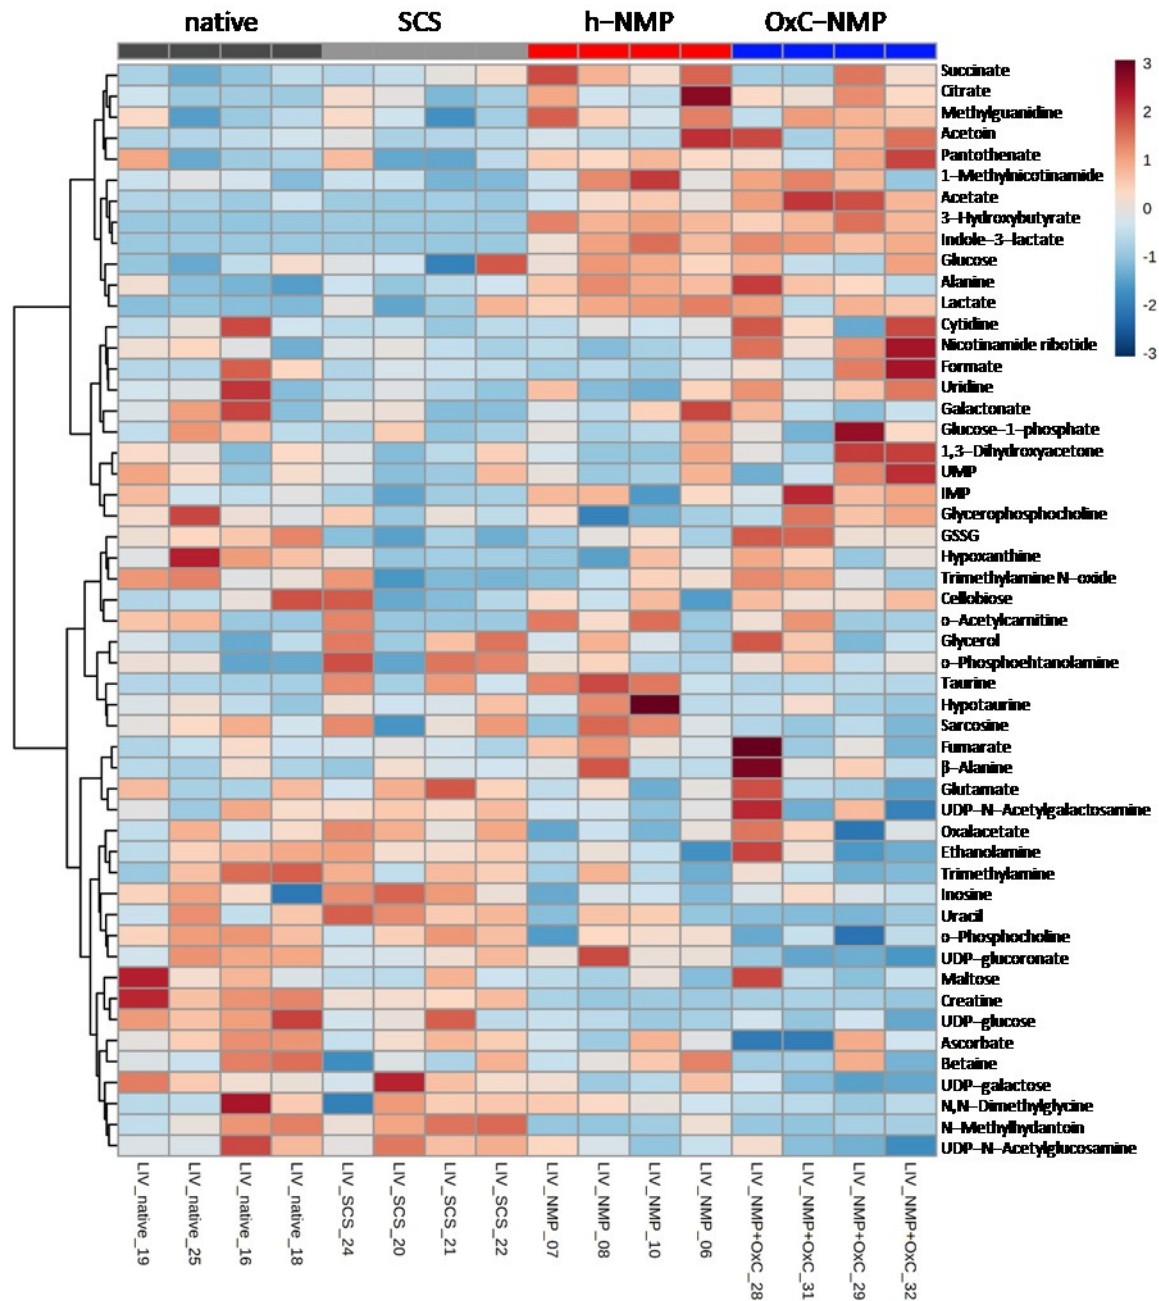 native SCS h-NMP OxC-NMP
Succinate
3
Citrate
Methylguanidine
2
Acetoin
Pantothenate
1
1-Methylnicotinamide
Acetate
0
3-Hydroxybutyrate
Indole-3-lactate
-1
Glucose
Alanine
-2
Lactate
Cytidine
Nicotinamide ribotide
-3
Formate
Uridine
Galactonate
Glucose-1-phosphate
1,3-Dihydroxyacetone
UMP
IMP
Glycerophosphocholine
GSSG
Hypoxanthine
Trimethylamine N-oxide
Cellobiose
o-Acetylcarnitine
Glycerol
o-Phosphoehtanolamine
Taurine
Hypotaurine
Sarcosine
Fumarate
β-Alanine
Glutamate
UDP-N-Acetylgalactosamine
Oxalacetate
Ethanolamine
Trimethylamine
Inosine
Uracil
o-Phosphocholine
UDP-glucoronate
Maltose
Creatine
UDP-glucose
Ascorbate
Betaine
UDP-galactose
N,N-Dimethylglycine
N-Methylhydantoin
UDP-N-Acetylglucosamine
LIV_native_19
LIV_native_25
LIV_native_16
LIV_native_18
LIV_SCS_24
LIV_SCS_20
LIV_SCS_21
LIV_SCS_22
LIV_NMP_07
LIV_NMP_08
LIV_NMP_10
LIV_NMP_06
LIV_NMP+OxC_28
LIV_NMP+OxC_31
LIV_NMP+OxC_29
LIV_NMP+OxC_32